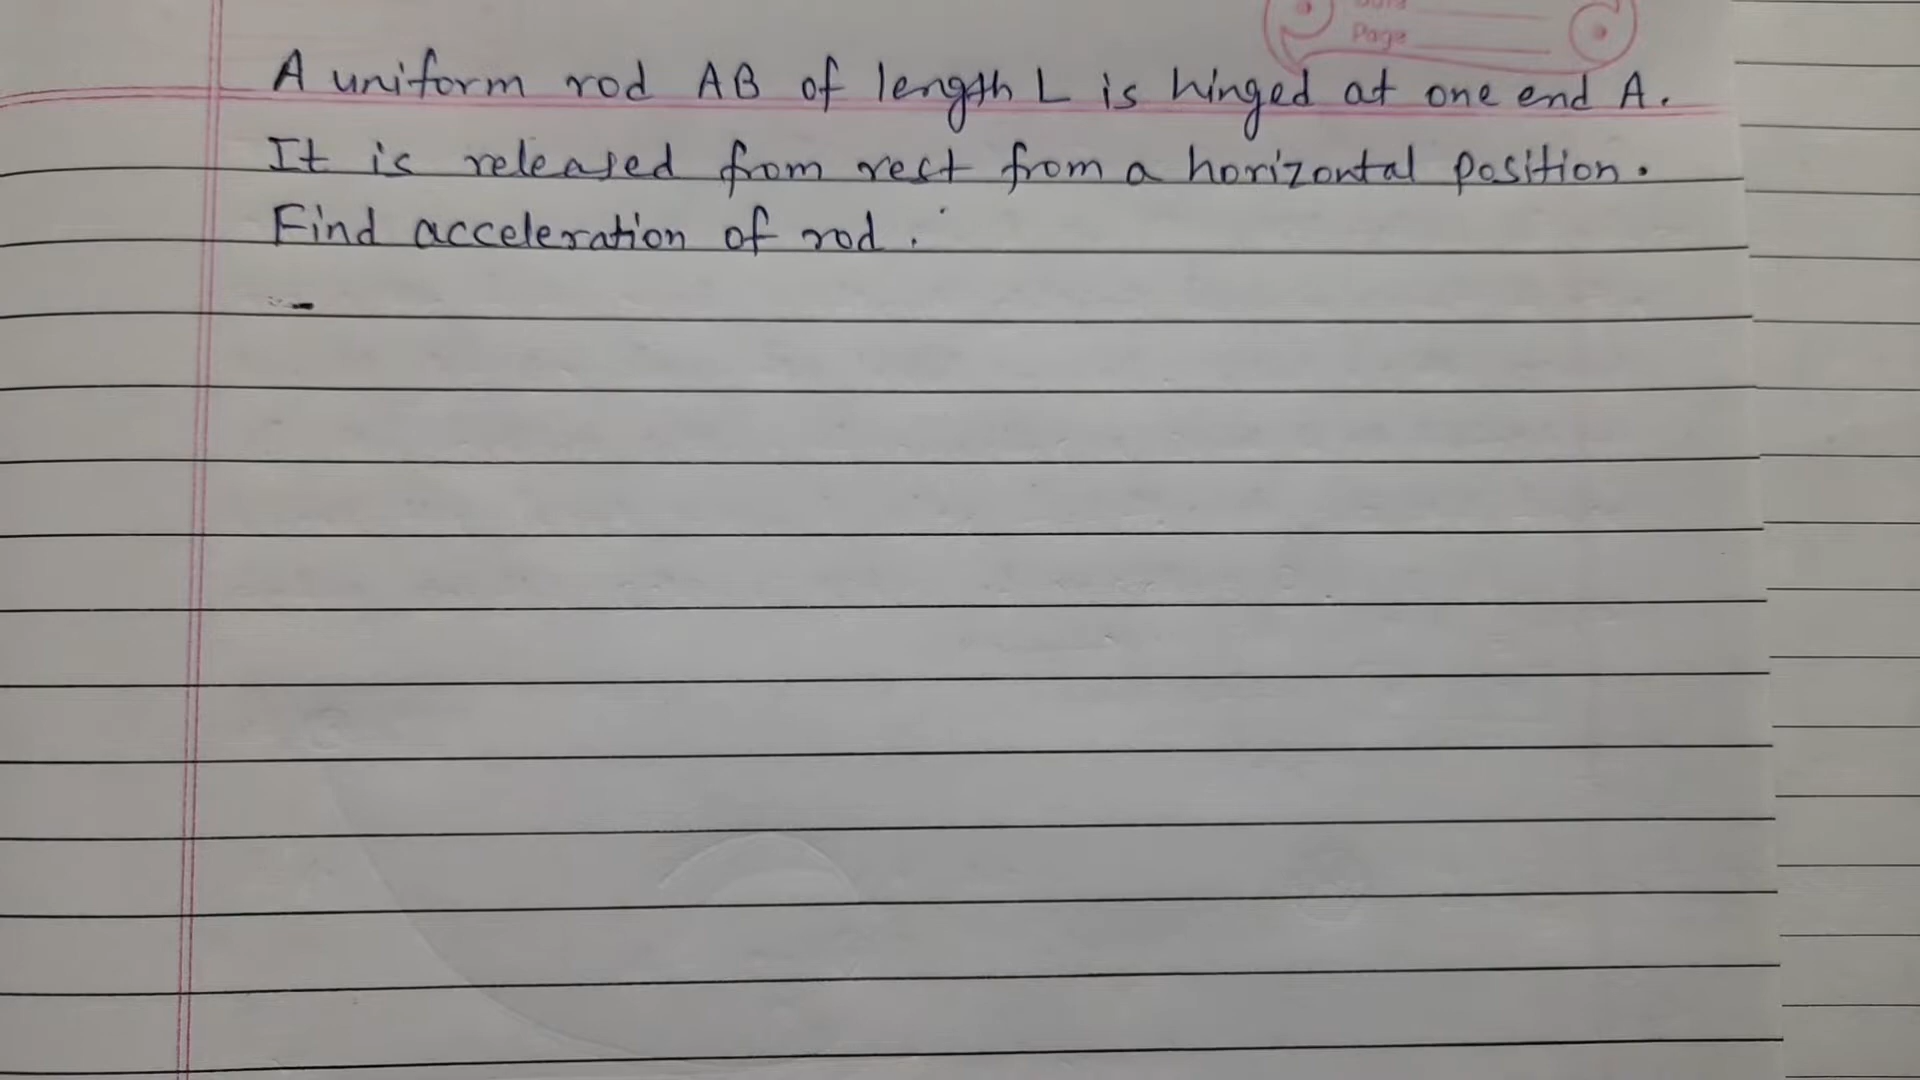 Page
A uniform rod AB of length L is hinged at one end A.
It is released from rest from a horizontal position.
Find acceleration of rod.